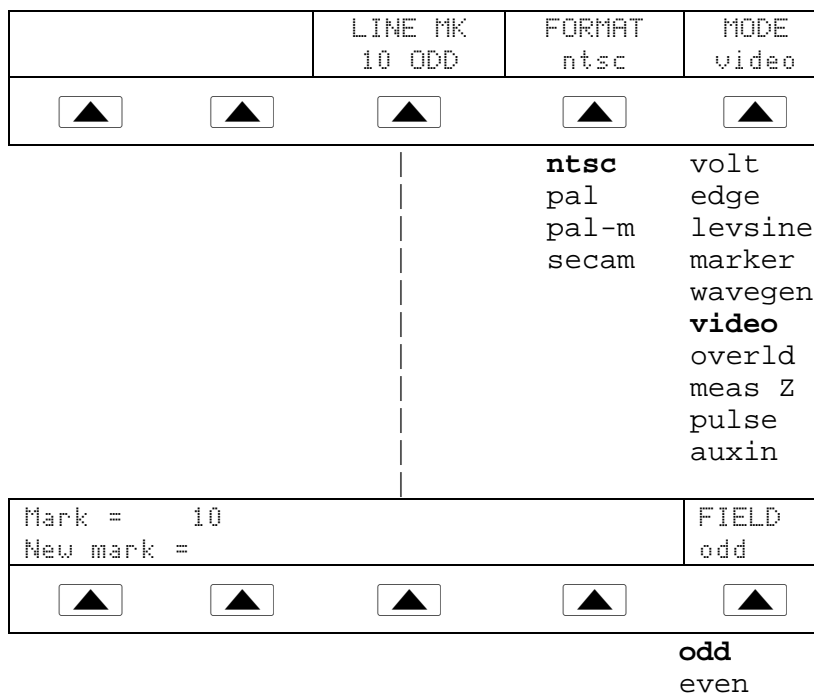 LINE MK FORMAT MODE
10 ODD ntsc video
ntsc volt
pal edge
pal-m levsine
secam marker
wavegen
video
overld
meas Z
pulse
auxin
Mark = 10 FIELD
New mark = odd
odd
even